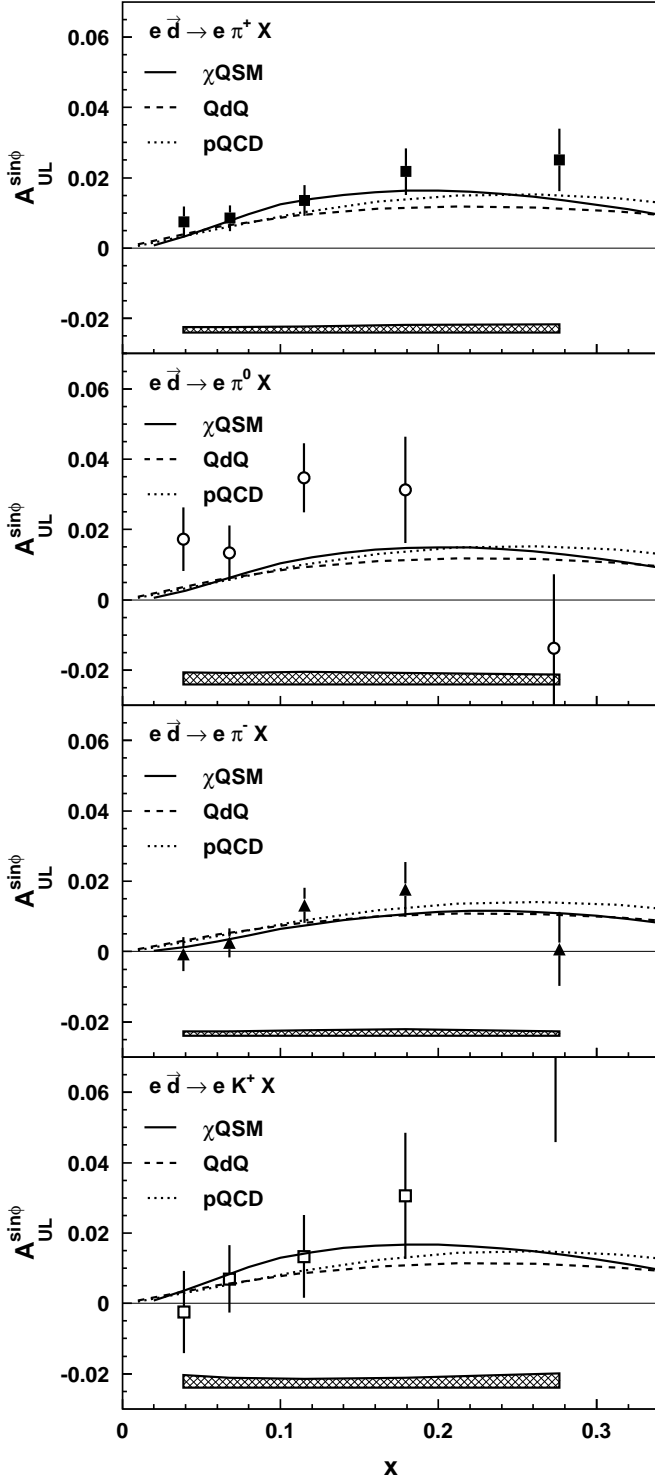 e d⃗ → e π⁺ X
χQSM
QdQ
pQCD
A_UL^sinϕ
0.06
0.04
0.02
0
-0.02
e d⃗ → e π⁰ X
χQSM
QdQ
pQCD
A_UL^sinϕ
0.06
0.04
0.02
0
-0.02
e d⃗ → e π⁻ X
χQSM
QdQ
pQCD
A_UL^sinϕ
0.06
0.04
0.02
0
-0.02
e d⃗ → e K⁺ X
χQSM
QdQ
pQCD
A_UL^sinϕ
0.06
0.04
0.02
0
-0.02
0 0.1 0.2 0.3
x